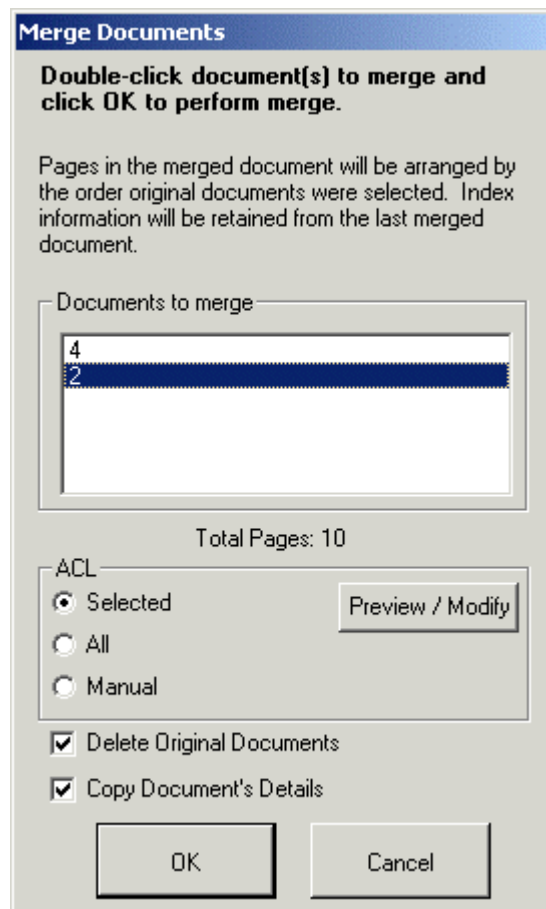 Merge Documents
Double-click document(s) to merge and
click OK to perform merge.
Pages in the merged document will be arranged by
the order original documents were selected.  Index
information will be retained from the last merged
document.
Documents to merge
4
2
Total Pages: 10
ACL
Selected
Preview / Modify
All
Manual
Delete Original Documents
Copy Document's Details
OK
Cancel